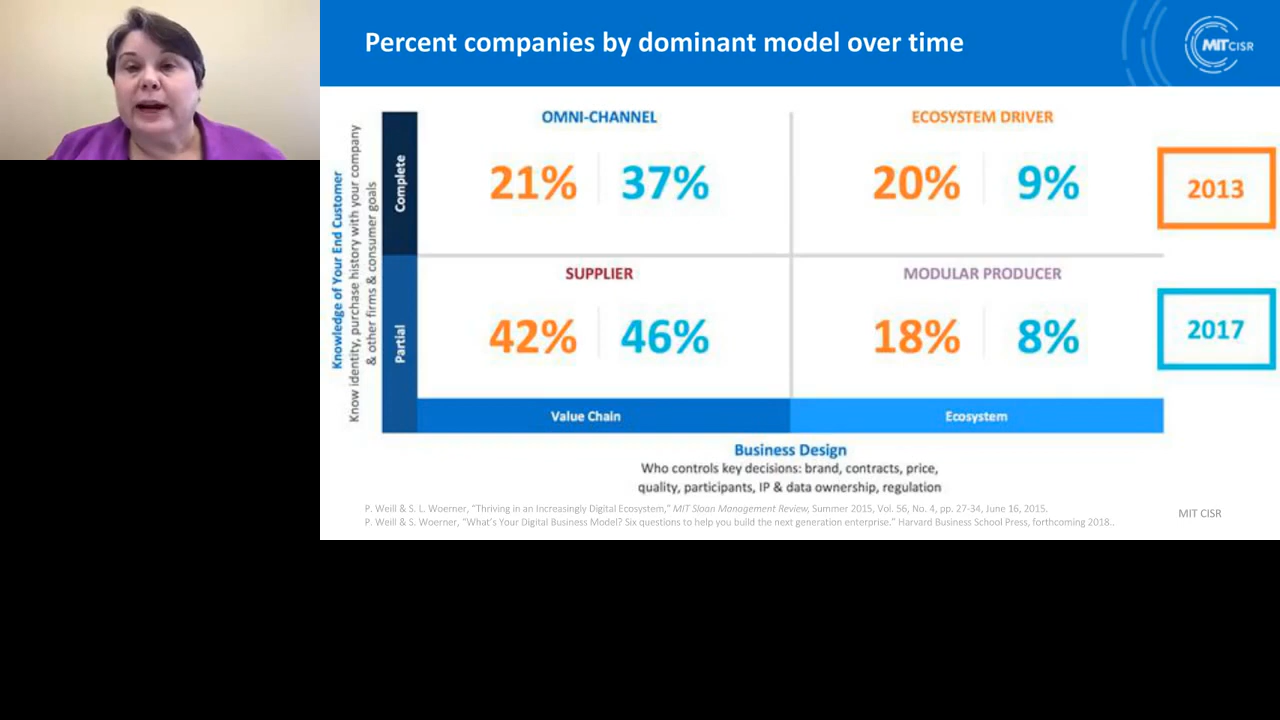 Percent companies by dominant model over time
MIT CISR
OMNI-CHANNEL
21% 37%
ECOSYSTEM DRIVER
20% 9%
2013
SUPPLIER
42% 46%
MODULAR PRODUCER
18% 8%
2017
Knowledge of Your End Customer
Know identity, purchase history with your company
& other firms & consumer goals
Complete
Partial
Value Chain
Ecosystem
Business Design
Who controls key decisions: brand, contracts, price,
quality, participants, IP & data ownership, regulation
P. Weill & S. L. Woerner, “Thriving in an Increasingly Digital Ecosystem,” MIT Sloan Management Review, Summer 2015, Vol. 56, No. 4, pp. 27-34, June 16, 2015.
P. Weill & S. Woerner, “What’s Your Digital Business Model? Six questions to help you build the next generation enterprise.” Harvard Business School Press, forthcoming 2018..
MIT CISR